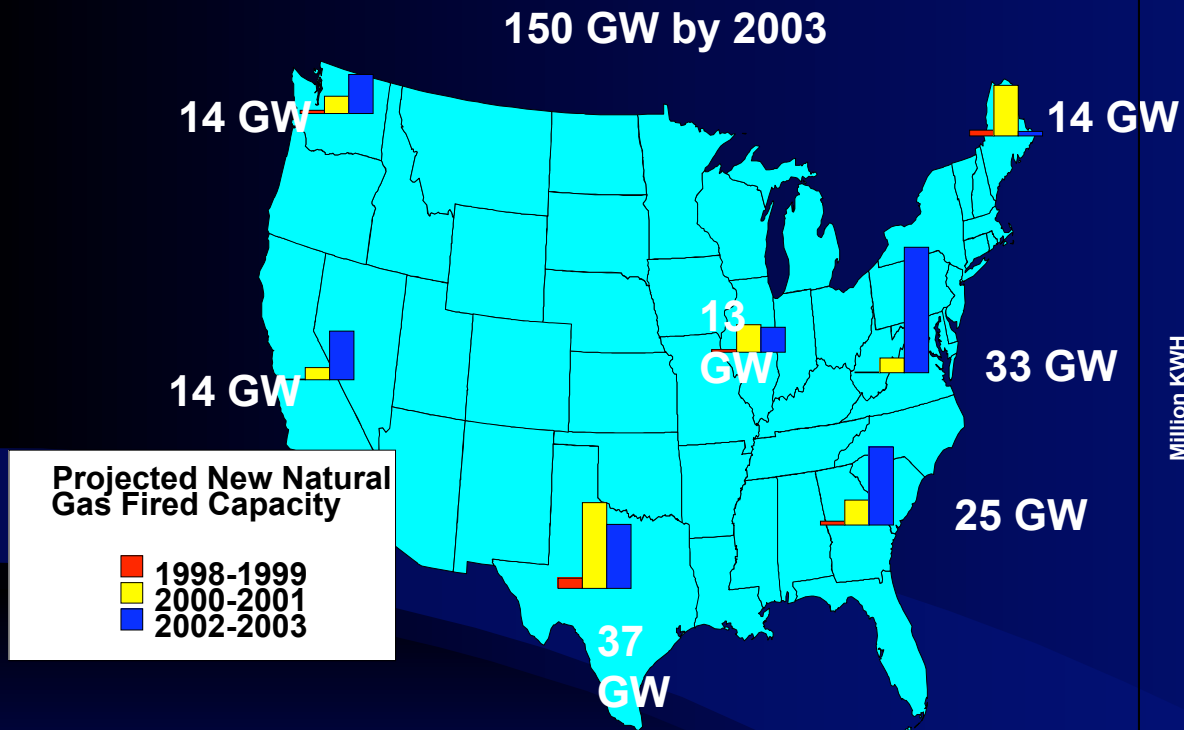 150 GW by 2003
14 GW
14 GW
13
GW
33 GW
14 GW
Projected New Natural
Gas Fired Capacity
1998-1999
2000-2001
2002-2003
25 GW
37
GW
Million KWH